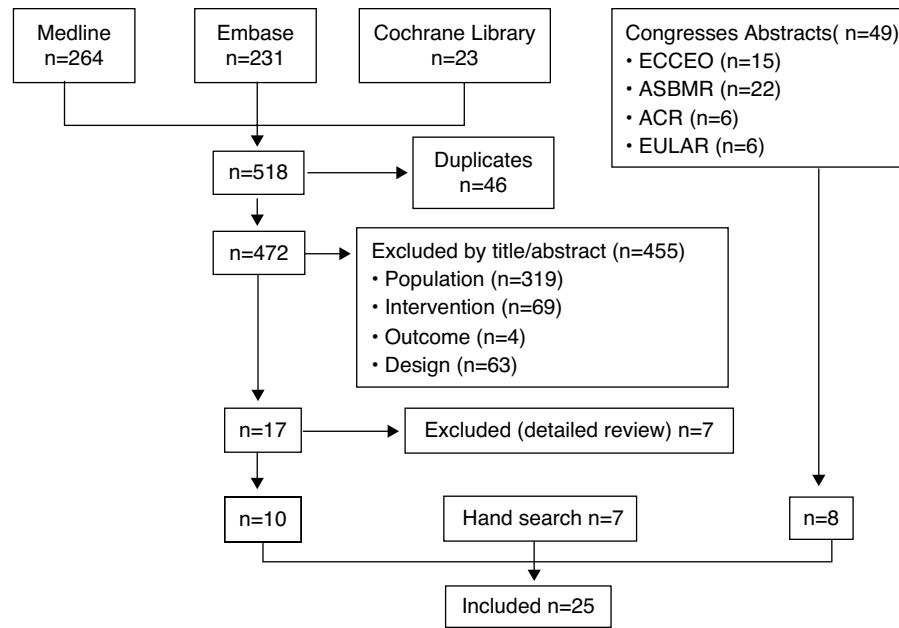 Medline
n=264
Embase
n=231
Cochrane Library
n=23
Congresses Abstracts( n=49)
• ECCEO (n=15)
• ASBMR (n=22)
• ACR (n=6)
• EULAR (n=6)
n=518
Duplicates
n=46
n=472
Excluded by title/abstract (n=455)
• Population (n=319)
• Intervention (n=69)
• Outcome (n=4)
• Design (n=63)
n=17
Excluded (detailed review) n=7
n=10
Hand search n=7
n=8
Included n=25